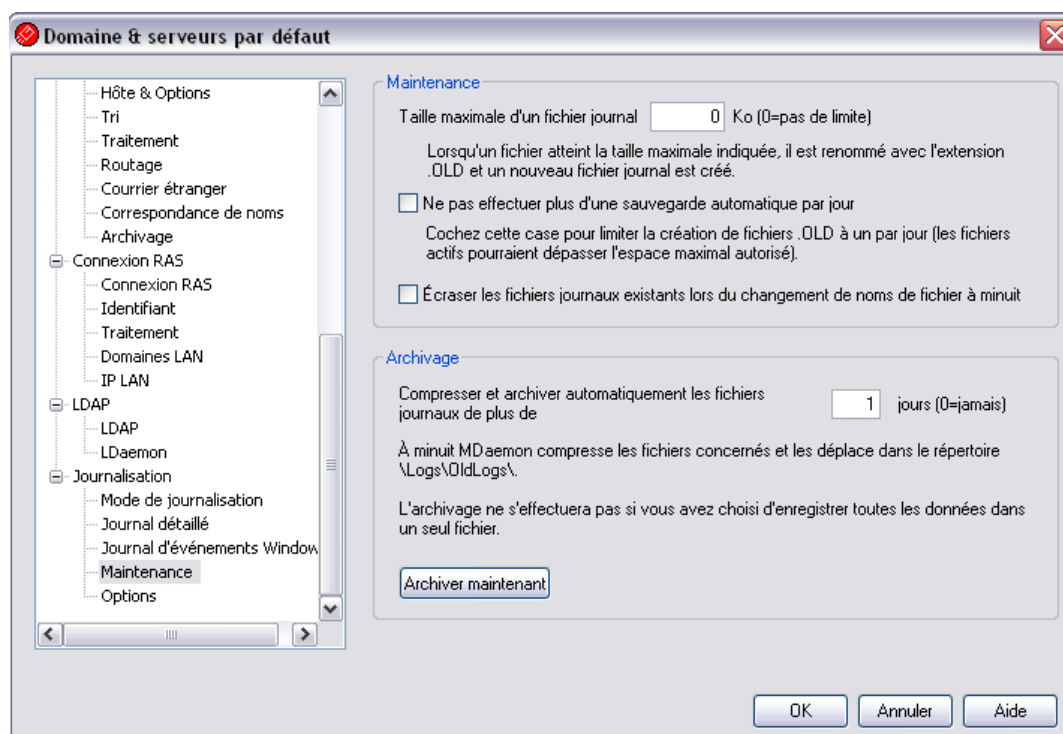 Domaine & serveurs par défaut
Hôte & Options
Tri
Traitement
Routage
Courrier étranger
Correspondance de noms
Archivage
Connexion RAS
Connexion RAS
Identifiant
Traitement
Domaines LAN
IP LAN
LDAP
LDAP
LDaemon
Journalisation
Mode de journalisation
Journal détaillé
Journal d'événements Window
Maintenance
Options
Maintenance
Taille maximale d'un fichier journal 0 Ko (0=pas de limite)
Lorsqu'un fichier atteint la taille maximale indiquée, il est renommé avec l'extension
.OLD et un nouveau fichier journal est créé.
Ne pas effectuer plus d'une sauvegarde automatique par jour
Cochez cette case pour limiter la création de fichiers .OLD à un par jour (les fichiers
actifs pourraient dépasser l'espace maximal autorisé).
Écraser les fichiers journaux existants lors du changement de noms de fichier à minuit
Archivage
Compresser et archiver automatiquement les fichiers
journaux de plus de 1 jours (0=jamais)
À minuit MDaemon compresse les fichiers concernés et les déplace dans le répertoire
\Logs\OldLogs\.
L'archivage ne s'effectuera pas si vous avez choisi d'enregistrer toutes les données dans
un seul fichier.
Archiver maintenant
OK Annuler Aide